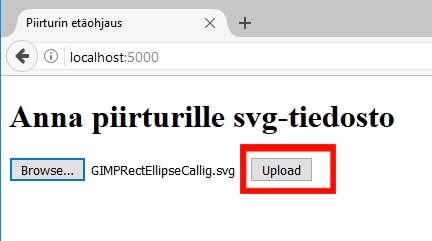 Piirturin etäohjaus
localhost:5000
Anna piirturille svg-tiedosto
Browse... GIMPRectEllipseCallig.svg Upload